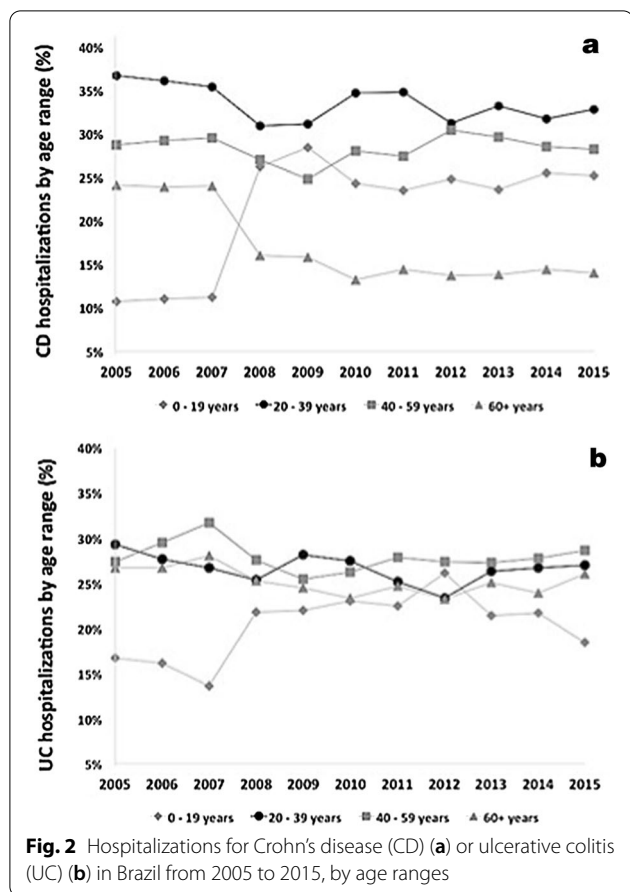 a
CD hospitalizations by age range (%)
40%
35%
30%
25%
20%
15%
10%
5%
2005 2006 2007 2008 2009 2010 2011 2012 2013 2014 2015
0 - 19 years 20 - 39 years 40 - 59 years 60+ years
b
UC hospitalizations by age range (%)
40%
35%
30%
25%
20%
15%
10%
5%
2005 2006 2007 2008 2009 2010 2011 2012 2013 2014 2015
0 - 19 years 20 - 39 years 40 - 59 years 60+ years
Fig. 2 Hospitalizations for Crohn's disease (CD) (a) or ulcerative colitis
(UC) (b) in Brazil from 2005 to 2015, by age ranges